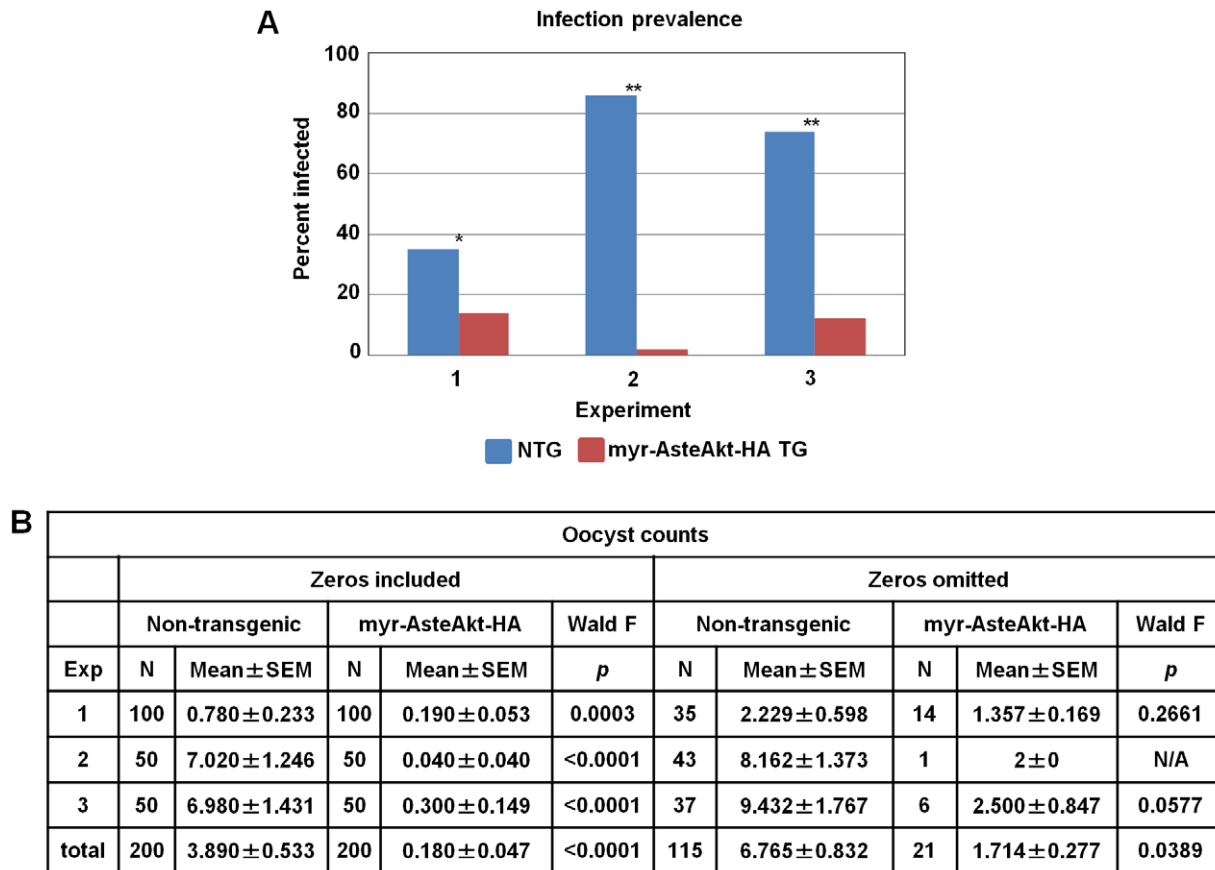 A
Infection prevalence
Percent infected
100
80
60
40
20
0
*
**
**
1 2 3
Experiment
NTG myr-AsteAkt-HA TG
B
Oocyst counts
Zeros included Zeros omitted
Non-transgenic myr-AsteAkt-HA Wald F Non-transgenic myr-AsteAkt-HA Wald F
Exp N Mean±SEM N Mean±SEM p N Mean±SEM N Mean±SEM p
1 100 0.780±0.233 100 0.190±0.053 0.0003 35 2.229±0.598 14 1.357±0.169 0.2661
2 50 7.020±1.246 50 0.040±0.040 <0.0001 43 8.162±1.373 1 2±0 N/A
3 50 6.980±1.431 50 0.300±0.149 <0.0001 37 9.432±1.767 6 2.500±0.847 0.0577
total 200 3.890±0.533 200 0.180±0.047 <0.0001 115 6.765±0.832 21 1.714±0.277 0.0389